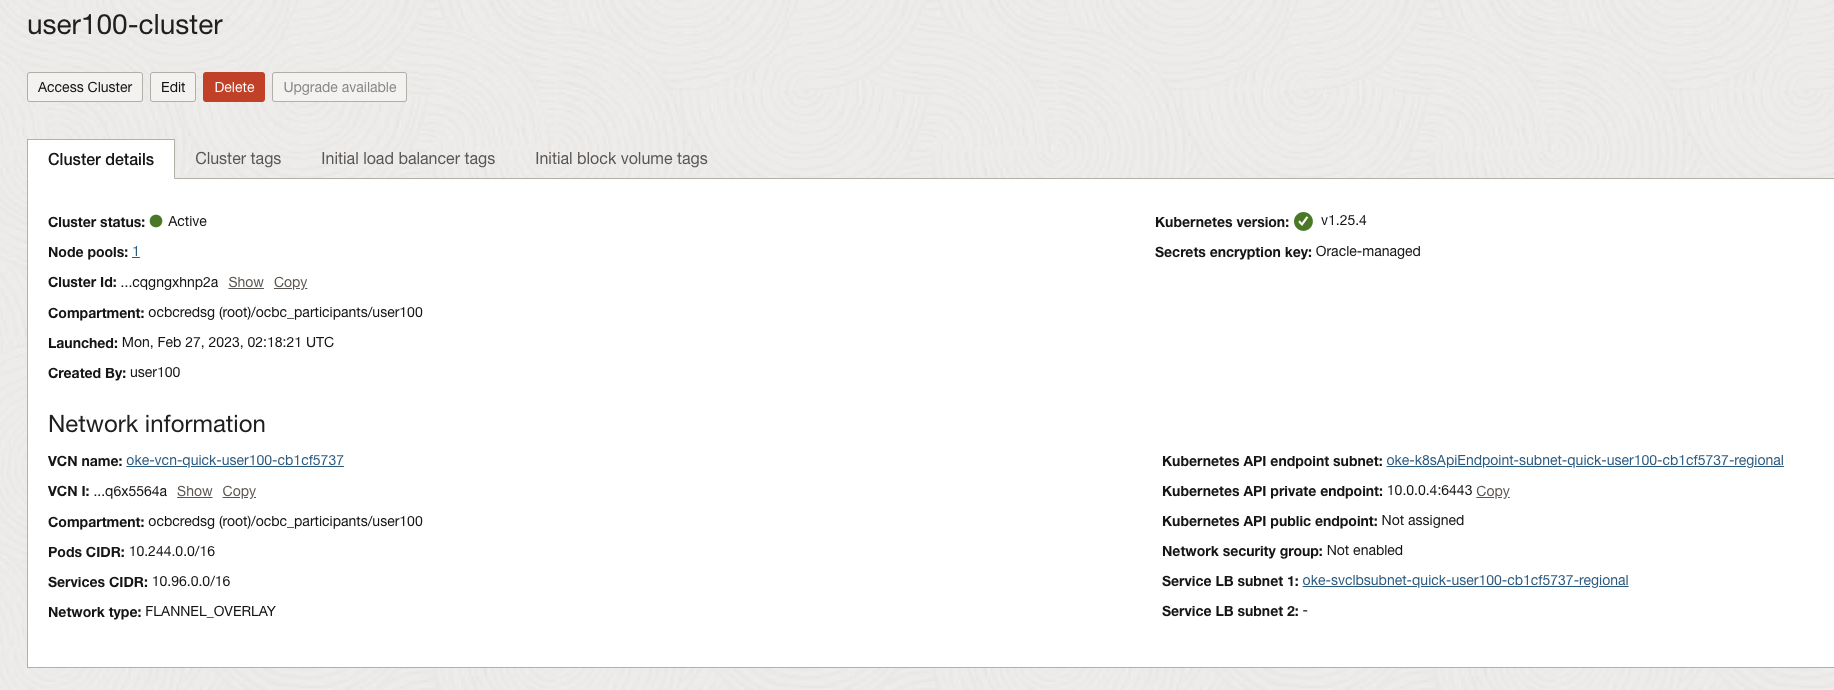 user100-cluster
Access Cluster Edit Delete Upgrade available
Cluster details Cluster tags Initial load balancer tags Initial block volume tags
Cluster status: Active
Node pools: 1
Cluster Id: ...cqgngxhnp2a Show Copy
Compartment: ocbcredsg (root)/ocbc_participants/user100
Launched: Mon, Feb 27, 2023, 02:18:21 UTC
Created By: user100
Kubernetes version: v1.25.4
Secrets encryption key: Oracle-managed
Network information
VCN name: oke-vcn-quick-user100-cb1cf5737
VCN I: ...q6x5564a Show Copy
Compartment: ocbcredsg (root)/ocbc_participants/user100
Pods CIDR: 10.244.0.0/16
Services CIDR: 10.96.0.0/16
Network type: FLANNEL_OVERLAY
Kubernetes API endpoint subnet: oke-k8sApiEndpoint-subnet-quick-user100-cb1cf5737-regional
Kubernetes API private endpoint: 10.0.0.4:6443 Copy
Kubernetes API public endpoint: Not assigned
Network security group: Not enabled
Service LB subnet 1: oke-svclbsubnet-quick-user100-cb1cf5737-regional
Service LB subnet 2: -